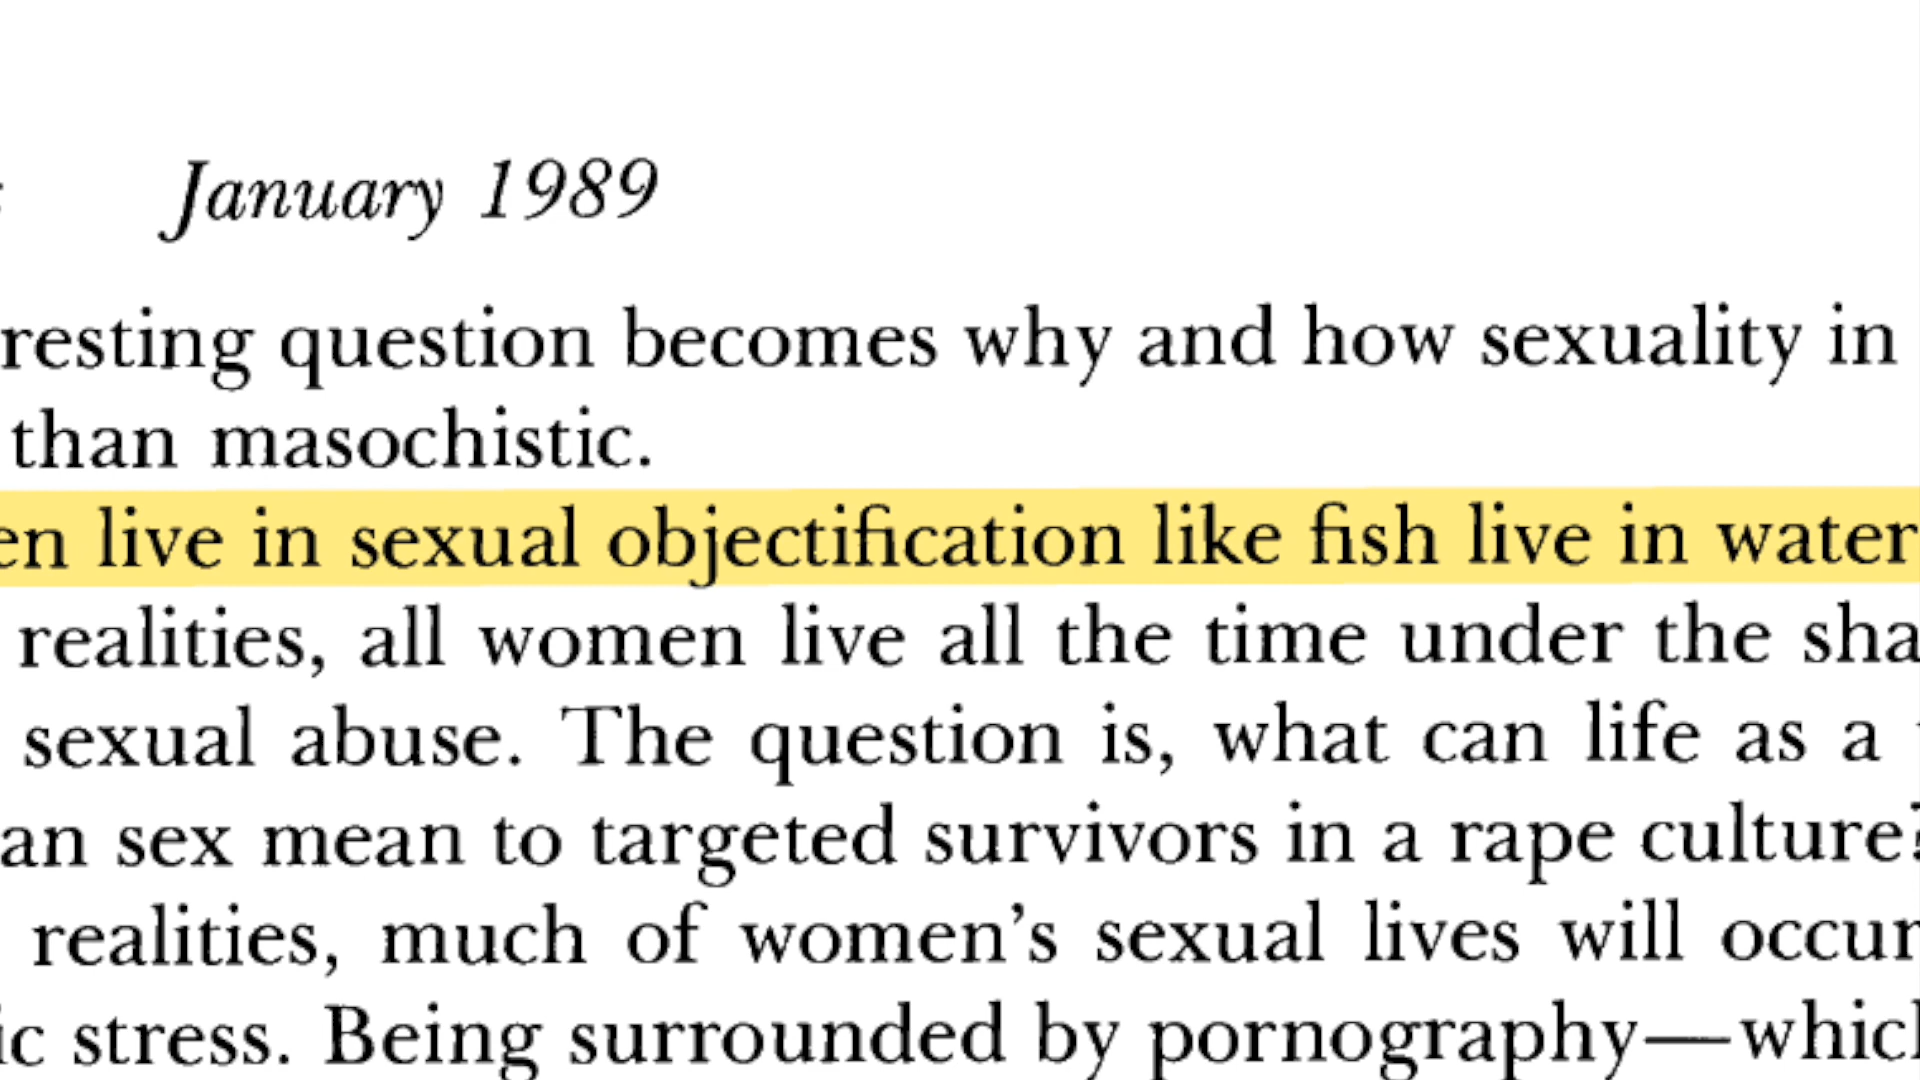 January 1989
resting question becomes why and how sexuality in
than masochistic.
en live in sexual objectification like fish live in water
realities, all women live all the time under the sha
sexual abuse. The question is, what can life as a
an sex mean to targeted survivors in a rape culture?
realities, much of women's sexual lives will occur
ic stress. Being surrounded by pornography—which